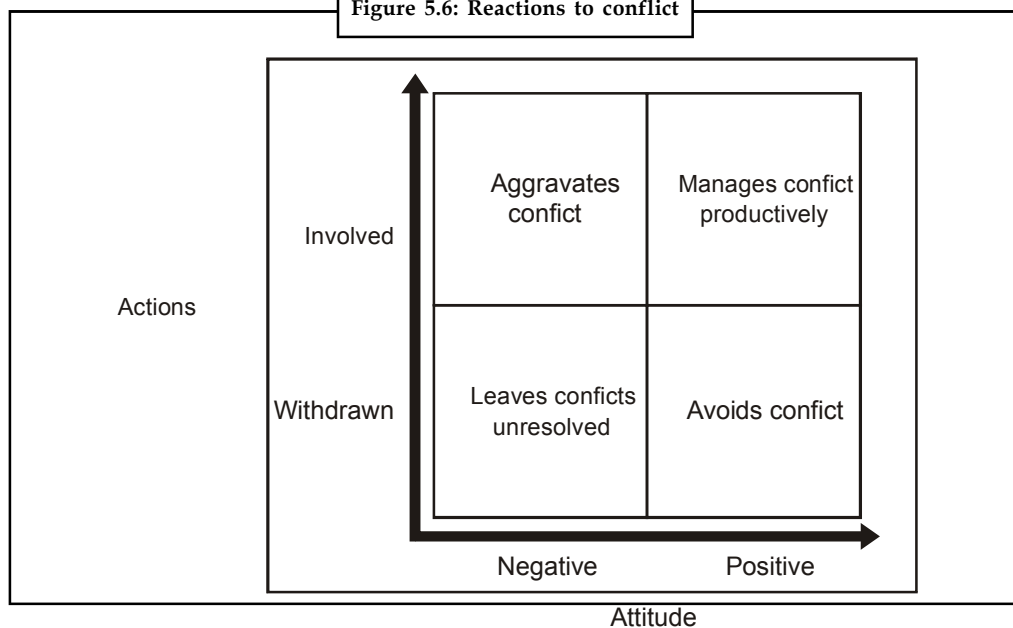 Figure 5.6: Reactions to conflict
Aggravates
confict
Manages confict
productively
Involved
Actions
Leaves conficts
unresolved
Withdrawn
Avoids confict
Negative
Positive
Attitude